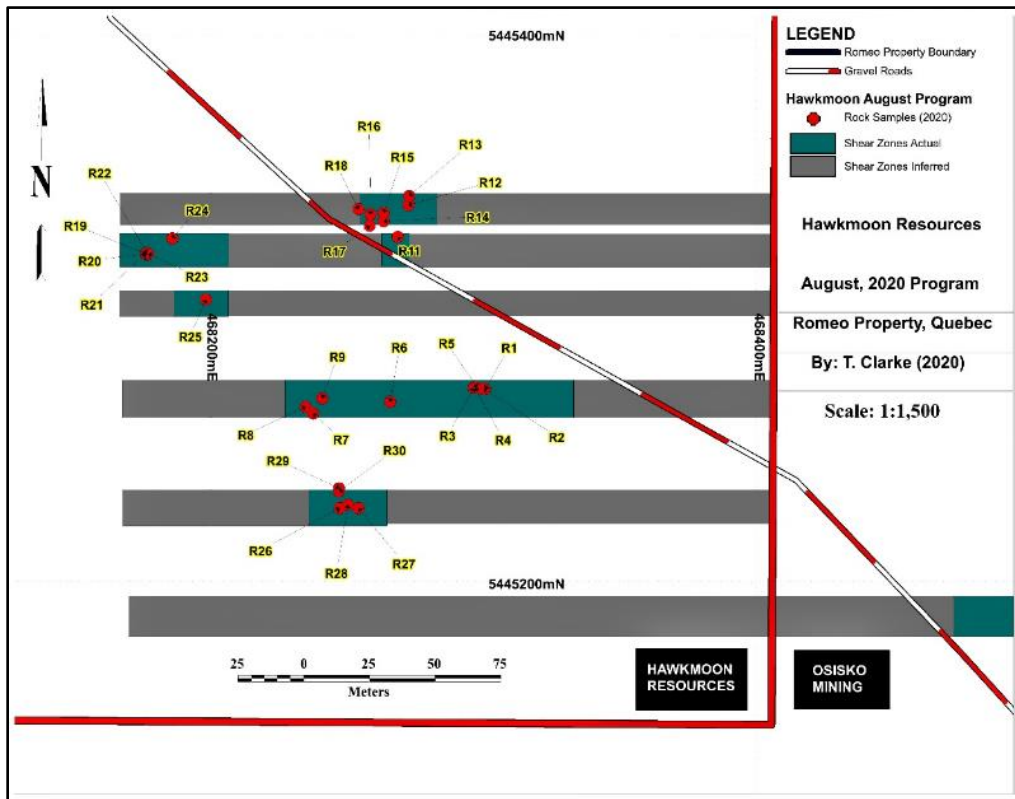 5445400mN
LEGEND
Romeo Property Boundary
Gravel Roads
Hawkmoon August Program
Rock Samples (2020)
Shear Zones Actual
Shear Zones Inferred
Hawkmoon Resources
August, 2020 Program
Romeo Property, Quebec
By: T. Clarke (2020)
Scale: 1:1,500
N
R16
R18
R15
R13
R12
R14
R17
R11
R22
R24
R19
R20
R23
R21
R25
468200mE
468400mE
R9
R6
R5
R1
R8
R7
R3
R4
R2
R29
R30
R26
R28
R27
5445200mN
25 0 25 50 75
Meters
HAWKMOON
RESOURCES
OSISKO
MINING